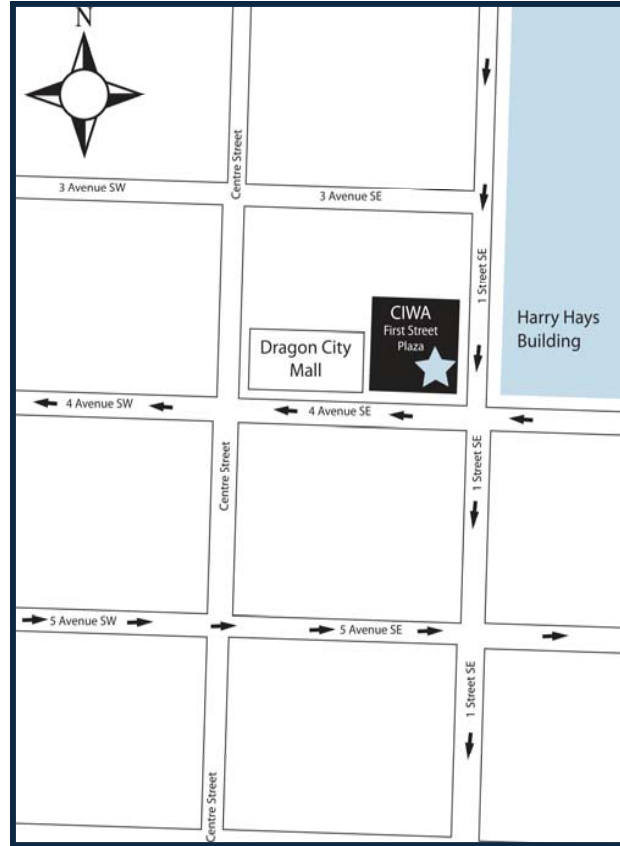 N
Centre Street
3 Avenue SW
3 Avenue SE
1 Street SE
CIWA
First Street
Plaza
Harry Hays
Building
Dragon City
Mall
4 Avenue SW
4 Avenue SE
Centre Street
1 Street SE
5 Avenue SW
5 Avenue SE
1 Street SE
Centre Street